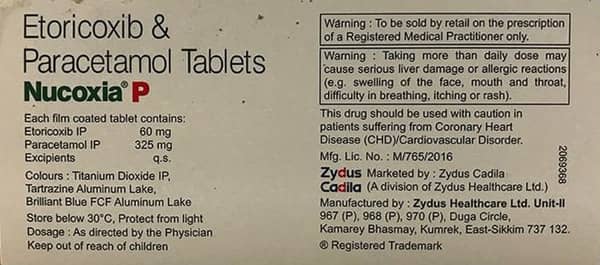 Etoricoxib &
Paracetamol Tablets
Nucoxia® P
Each film coated tablet contains:
Etoricoxib IP 60 mg
Paracetamol IP 325 mg
Excipients q.s.
Colours : Titanium Dioxide IP,
Tartrazine Aluminum Lake,
Brilliant Blue FCF Aluminum Lake
Store below 30°C, Protect from light
Dosage : As directed by the Physician
Keep out of reach of children
Warning : To be sold by retail on the prescription
of a Registered Medical Practitioner only.
Warning : Taking more than daily dose may
cause serious liver damage or allergic reactions
(e.g. swelling of the face, mouth and throat,
difficulty in breathing, itching or rash).
This drug should be used with caution in
patients suffering from Coronary Heart
Disease (CHD)/Cardiovascular Disorder.
Mfg. Lic. No. : M/765/2016
Zydus Marketed by : Zydus Cadila
Cadila (A division of Zydus Healthcare Ltd.)
Manufactured by : Zydus Healthcare Ltd. Unit-II
967 (P), 968 (P), 970 (P), Duga Circle,
Kamarey Bhasmay, Kumrek, East-Sikkim 737 132.
® Registered Trademark
2069368